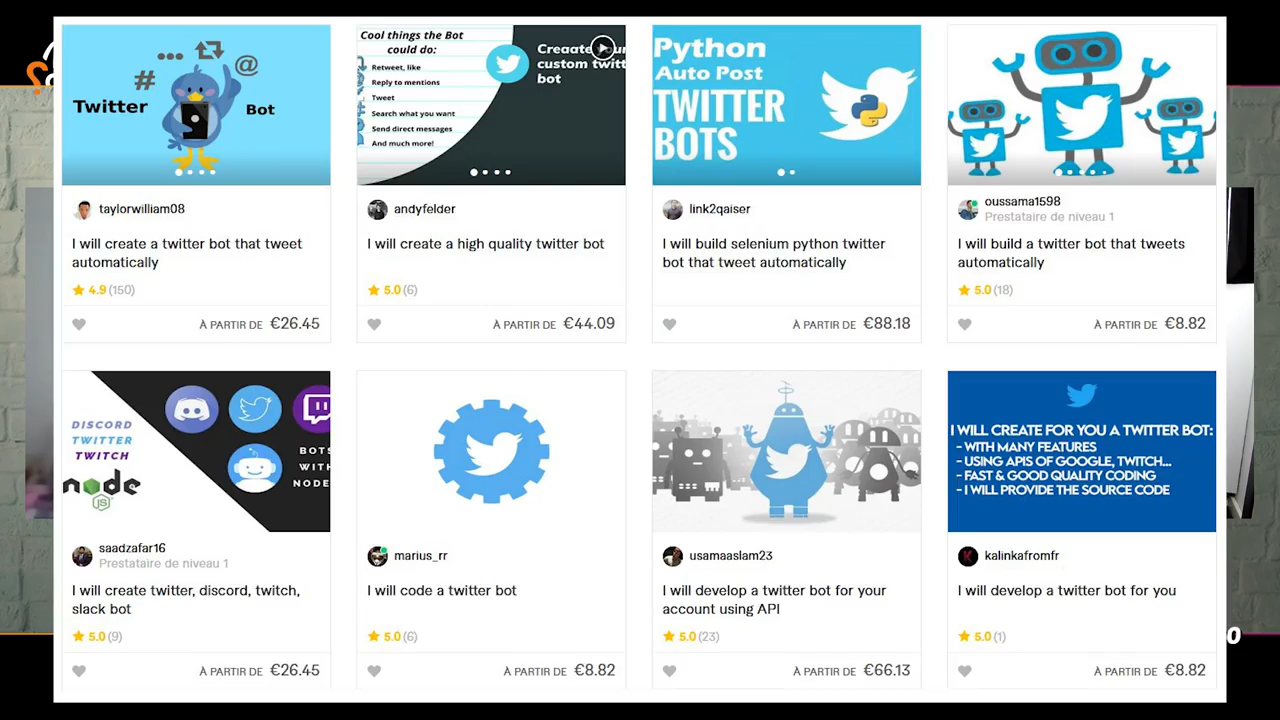 Twitter
#
@
Bot
Cool things the Bot
could do:
Retweet, like
Reply to mentions
Tweet
Search what you want
Send direct messages
And much more!
custom twitt
bot
Python
Auto Post
TWITTER
BOTS
taylorwilliam08
I will create a twitter bot that tweet
automatically
4.9 (150)
À PARTIR DE €26.45
andyfelder
I will create a high quality twitter bot
5.0 (6)
À PARTIR DE €44.09
link2qaiser
I will build selenium python twitter
bot that tweet automatically
À PARTIR DE €88.18
oussama1598
Prestataire de niveau 1
I will build a twitter bot that tweets
automatically
5.0 (18)
À PARTIR DE €8.82
DISCORD
TWITTER
TWITCH
node
JS
BOTS
WITH
NODE
I WILL CREATE FOR YOU A TWITTER BOT:
- WITH MANY FEATURES
- USING APIS OF GOOGLE, TWITCH...
- FAST & GOOD QUALITY CODING
- I WILL PROVIDE THE SOURCE CODE
saadzafar16
Prestataire de niveau 1
I will create twitter, discord, twitch,
slack bot
5.0 (9)
À PARTIR DE €26.45
marius_rr
I will code a twitter bot
5.0 (6)
À PARTIR DE €8.82
usamaaslam23
I will develop a twitter bot for your
account using API
5.0 (23)
À PARTIR DE €66.13
kalinkafromfr
I will develop a twitter bot for you
5.0 (1)
À PARTIR DE €8.82